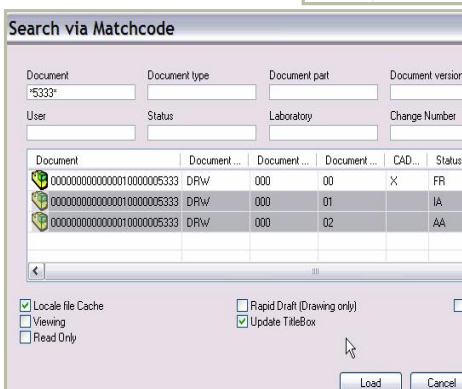 Search via Matchcode
Document Document type Document part Document version
*5333*
User Status Laboratory Change Number
Document Document ... Document ... Document ... CAD... Status
0000000000000010000005333 DRW 000 00 X FR
0000000000000010000005333 DRW 000 01 IA
0000000000000010000005333 DRW 000 02 AA
Locale file Cache Rapid Draft (Drawing only)
Viewing Update TitleBox
Read Only
Load Cancel